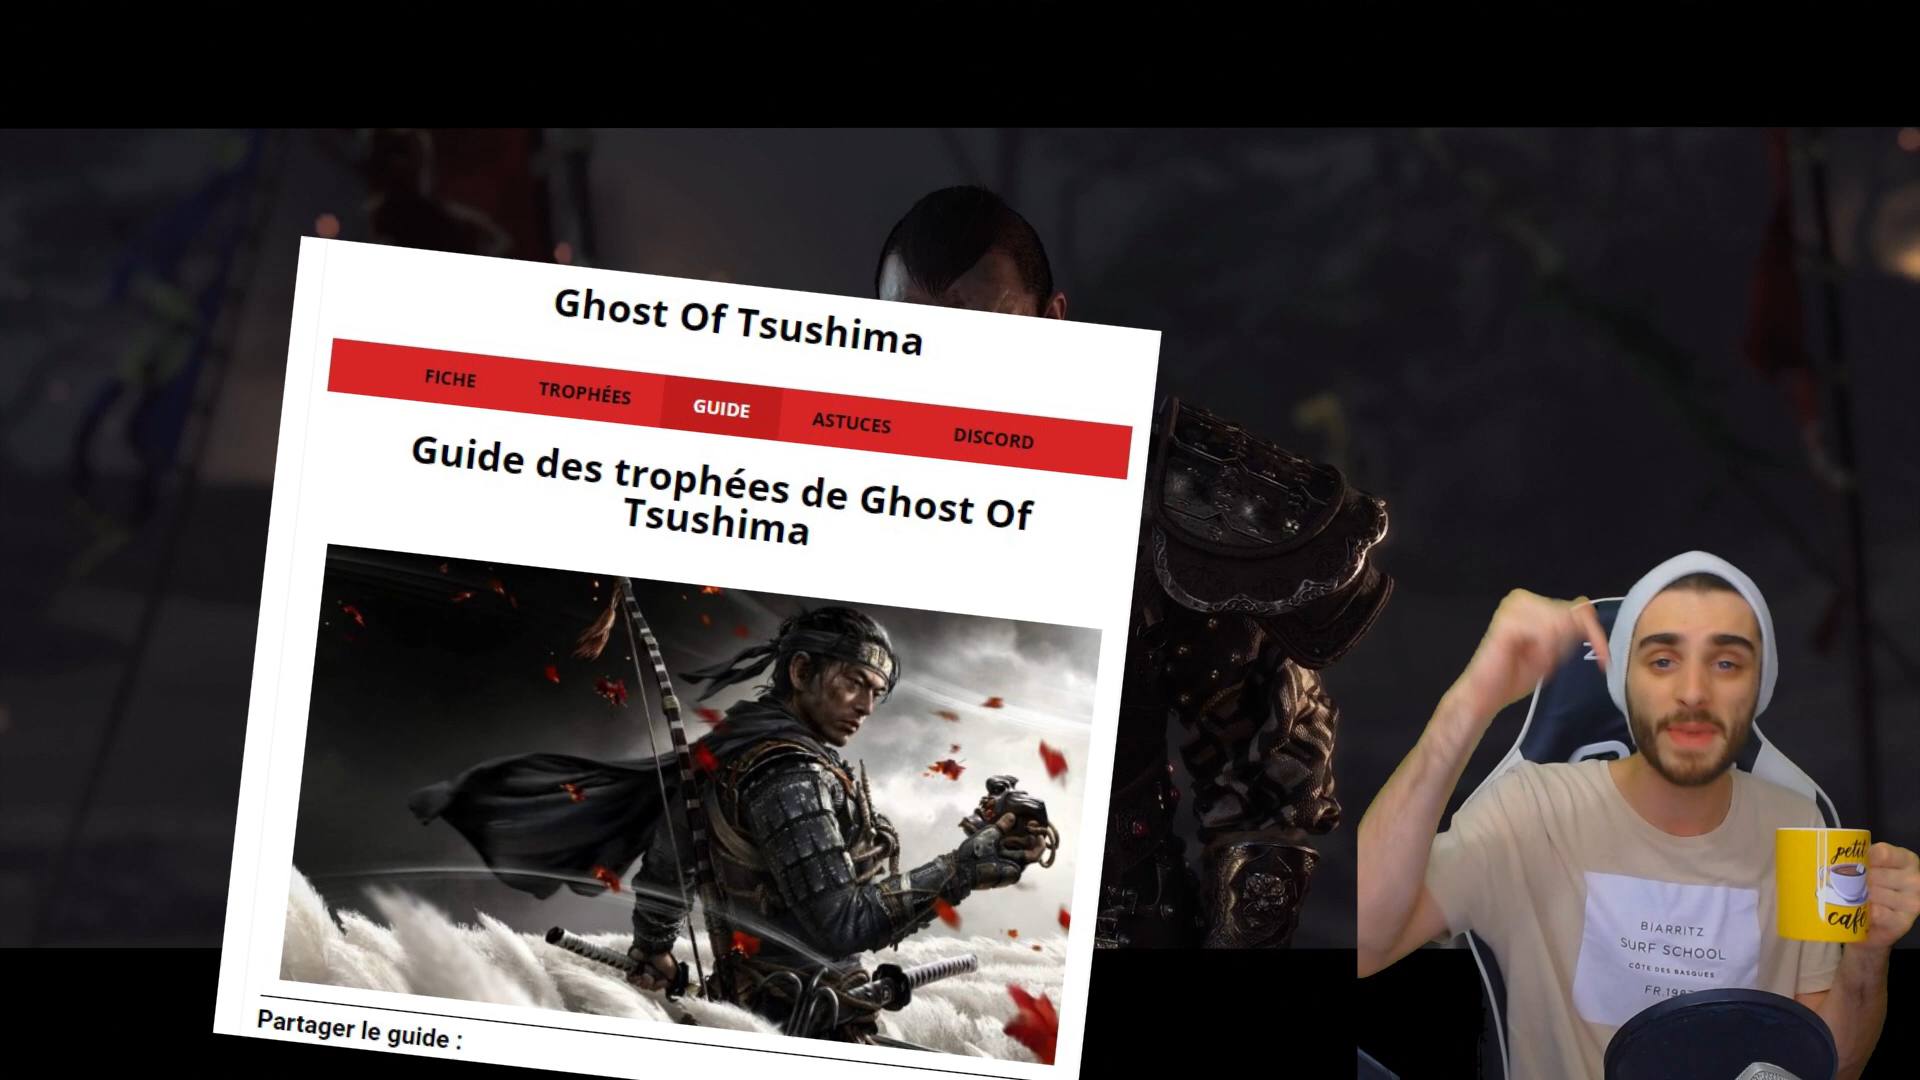 Ghost Of Tsushima
FICHE TROPHÉES GUIDE ASTUCES DISCORD
Guide des trophées de Ghost Of
Tsushima
Partager le guide :
petit
café
BIARRITZ
SURF SCHOOL
CÔTE DES BASQUES